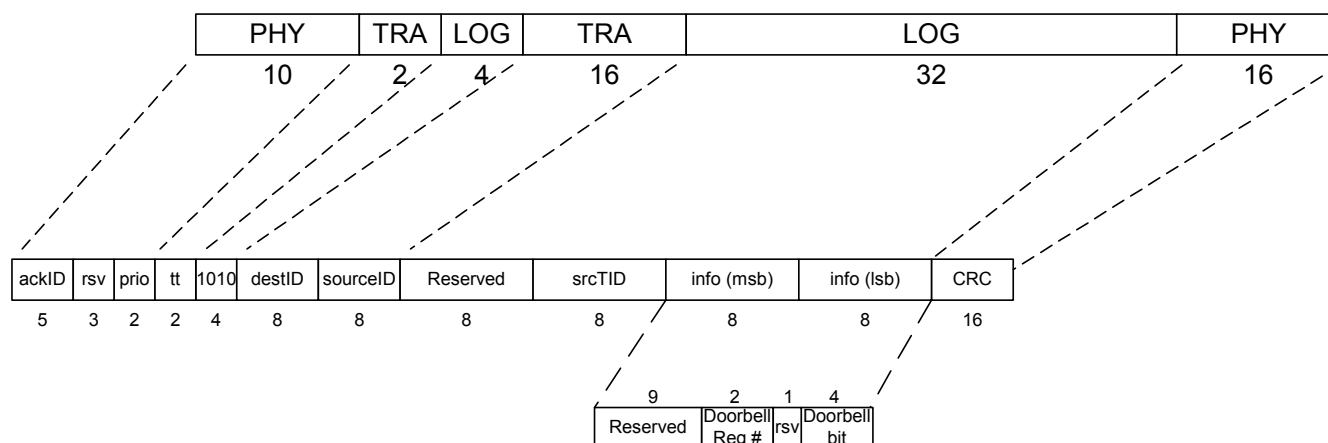 PHY TRA LOG TRA LOG PHY
10 2 4 16 32 16
ackID rsv prio tt 1010 destID sourceID Reserved srcTID info (msb) info (lsb) CRC
5 3 2 2 4 8 8 8 8 8 8 16
9 2 1 4
Reserved Doorbell Reg # rsv Doorbell bit